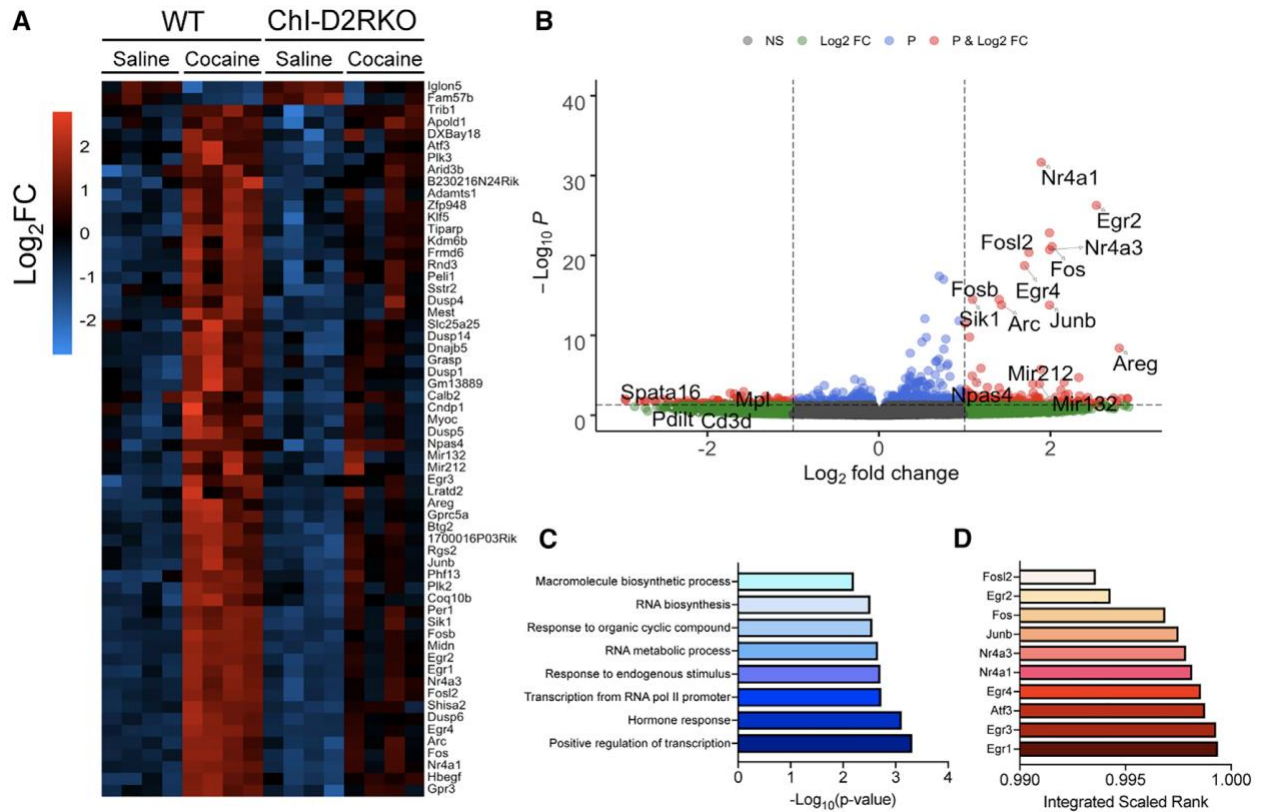 A
WT
ChI-D2RKO
Saline
Cocaine
Saline
Cocaine
Log2FC
2
1
0
-1
-2
Iglon5
Fam57b
Trib1
Apold1
DXBay18
Atf3
Plk3
Arid3b
B230216N24Rik
Adamts1
Zfp948
Klf5
Tiparp
Kdm6b
Frmd6
Rnd3
Peli1
Sstr2
Dusp4
Mest
Slc25a25
Dusp14
Dnajb5
Grasp
Dusp1
Gm13889
Calb2
Cndp1
Myoc
Dusp5
Npas4
Mir132
Mir212
Egr3
Lratd2
Areg
Gprc5a
Btg2
1700016P03Rik
Rgs2
Junb
Phf13
Plk2
Coq10b
Per1
Sik1
Fosb
Midn
Egr2
Egr1
Nr4a3
Fosl2
Shisa2
Dusp6
Egr4
Arc
Fos
Nr4a1
Hbegf
Gpr3
B
NS
Log2 FC
P
P & Log2 FC
−Log10 P
40
30
20
10
0
Nr4a1
Egr2
Fosl2
Nr4a3
Fos
Fosb
Egr4
Sik1
Arc
Junb
Areg
Mir212
Spata16
Mpl
Npas4
Mir132
Pdilt
Cd3d
-2
0
2
Log2 fold change
C
Macromolecule biosynthetic process
RNA biosynthesis
Response to organic cyclic compound
RNA metabolic process
Response to endogenous stimulus
Transcription from RNA pol II promoter
Hormone response
Positive regulation of transcription
0
1
2
3
4
-Log10(p-value)
D
Fosl2
Egr2
Fos
Junb
Nr4a3
Nr4a1
Egr4
Atf3
Egr3
Egr1
0.990
0.995
1.000
Integrated Scaled Rank